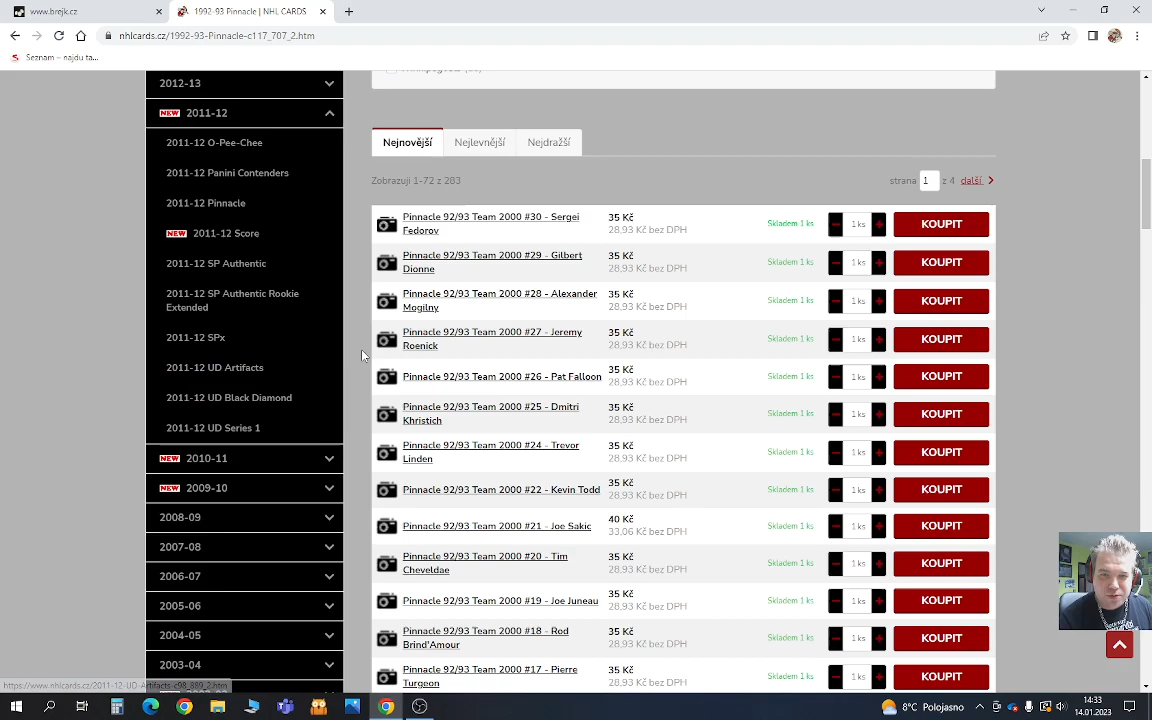 www.brejk.cz
1992-93 Pinnacle | NHL CARDS
nhlcards.cz/1992-93-Pinnacle-c117_707_2.htm
Seznam – najdu ta...
2012-13
NEW 2011-12
2011-12 O-Pee-Chee
2011-12 Panini Contenders
2011-12 Pinnacle
NEW 2011-12 Score
2011-12 SP Authentic
2011-12 SP Authentic Rookie
Extended
2011-12 SPx
2011-12 UD Artifacts
2011-12 UD Black Diamond
2011-12 UD Series 1
NEW 2010-11
NEW 2009-10
2008-09
2007-08
2006-07
2005-06
2004-05
2003-04
https://www.nhlcards.cz/2011-12-UD-Artifacts-c98_889_2.htm
Nejnovější Nejlevnější Nejdražší
Zobrazuji 1-72 z 283
strana 1 z 4 další
Pinnacle 92/93 Team 2000 #30 - Sergei
Fedorov
35 Kč
28,93 Kč bez DPH
Skladem 1 ks
1 ks
KOUPIT
Pinnacle 92/93 Team 2000 #29 - Gilbert
Dionne
35 Kč
28,93 Kč bez DPH
Skladem 1 ks
1 ks
KOUPIT
Pinnacle 92/93 Team 2000 #28 - Alexander
Mogilny
35 Kč
28,93 Kč bez DPH
Skladem 1 ks
1 ks
KOUPIT
Pinnacle 92/93 Team 2000 #27 - Jeremy
Roenick
35 Kč
28,93 Kč bez DPH
Skladem 1 ks
1 ks
KOUPIT
Pinnacle 92/93 Team 2000 #26 - Pat Falloon
35 Kč
28,93 Kč bez DPH
Skladem 1 ks
1 ks
KOUPIT
Pinnacle 92/93 Team 2000 #25 - Dmitri
Khristich
35 Kč
28,93 Kč bez DPH
Skladem 1 ks
1 ks
KOUPIT
Pinnacle 92/93 Team 2000 #24 - Trevor
Linden
35 Kč
28,93 Kč bez DPH
Skladem 1 ks
1 ks
KOUPIT
Pinnacle 92/93 Team 2000 #22 - Kevin Todd
35 Kč
28,93 Kč bez DPH
Skladem 1 ks
1 ks
KOUPIT
Pinnacle 92/93 Team 2000 #21 - Joe Sakic
40 Kč
33,06 Kč bez DPH
Skladem 1 ks
1 ks
KOUPIT
Pinnacle 92/93 Team 2000 #20 - Tim
Cheveldae
35 Kč
28,93 Kč bez DPH
Skladem 1 ks
1 ks
KOUPIT
Pinnacle 92/93 Team 2000 #19 - Joe Juneau
35 Kč
28,93 Kč bez DPH
Skladem 1 ks
1 ks
KOUPIT
Pinnacle 92/93 Team 2000 #18 - Rod
Brind'Amour
35 Kč
28,93 Kč bez DPH
Skladem 1 ks
1 ks
KOUPIT
Pinnacle 92/93 Team 2000 #17 - Pierre
Turgeon
35 Kč
28,93 Kč bez DPH
Skladem 1 ks
1 ks
KOUPIT
8°C Polojasno
14:33
14.01.2023